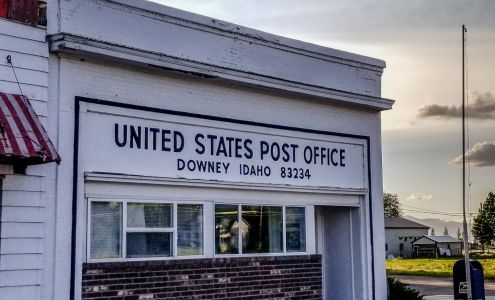 UNITED STATES POST OFFICE
DOWNEY IDAHO 83234